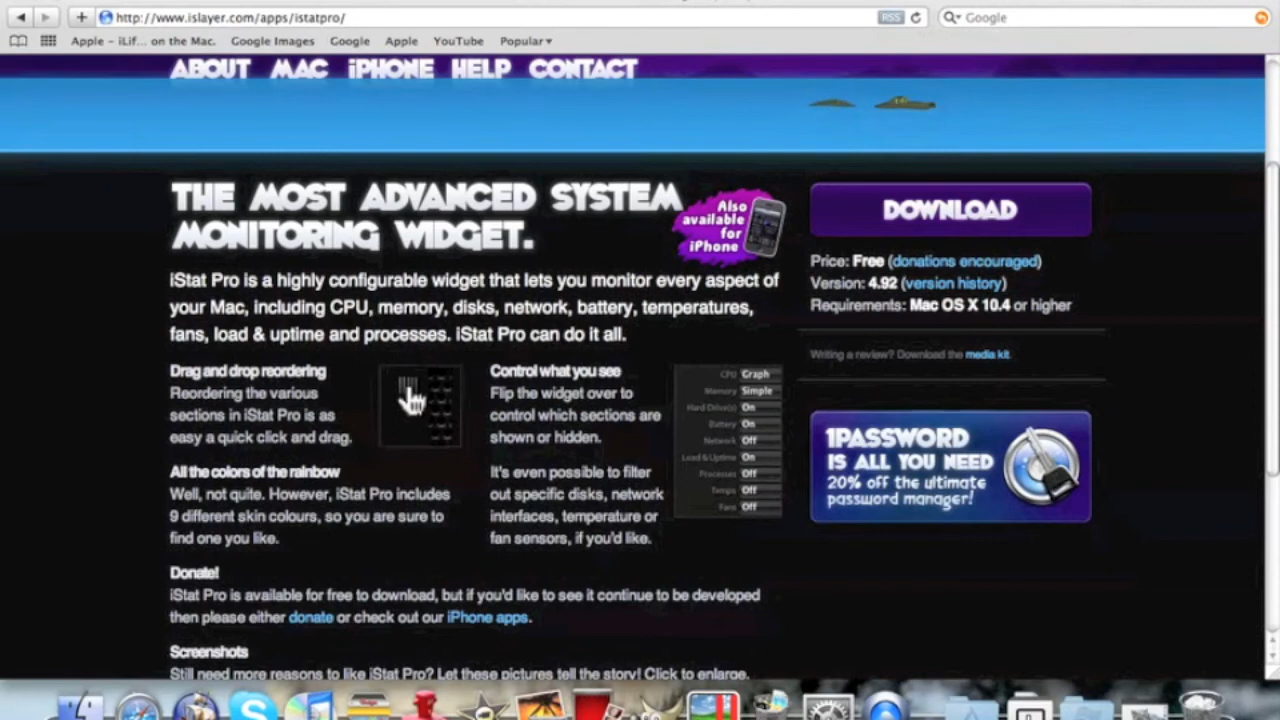 http://www.islayer.com/apps/istatpro/
RSS
Google
Apple – iLif... on the Mac.
Google Images
Google
Apple
YouTube
Popular
ABOUT MAC iPHONE HELP CONTACT
THE MOST ADVANCED SYSTEM
MONITORING WIDGET.
Also
available
for
iPhone
iStat Pro is a highly configurable widget that lets you monitor every aspect of
your Mac, including CPU, memory, disks, network, battery, temperatures,
fans, load & uptime and processes. iStat Pro can do it all.
Drag and drop reordering
Reordering the various
sections in iStat Pro is as
easy a quick click and drag.
All the colors of the rainbow
Well, not quite. However, iStat Pro includes
9 different skin colours, so you are sure to
find one you like.
Control what you see
Flip the widget over to
control which sections are
shown or hidden.
It's even possible to filter
out specific disks, network
interfaces, temperature or
fan sensors, if you'd like.
CPU Graph
Memory Simple
Hard Drive(s) On
Battery On
Network Off
Load & Uptime On
Processes Off
Temps Off
Fans Off
Donate!
iStat Pro is available for free to download, but if you'd like to see it continue to be developed
then please either donate or check out our iPhone apps.
Screenshots
Still need more reasons to like iStat Pro? Let these pictures tell the story! Click to enlarge.
DOWNLOAD
Price: Free (donations encouraged)
Version: 4.92 (version history)
Requirements: Mac OS X 10.4 or higher
Writing a review? Download the media kit.
1PASSWORD
IS ALL YOU NEED
20% off the ultimate
password manager!